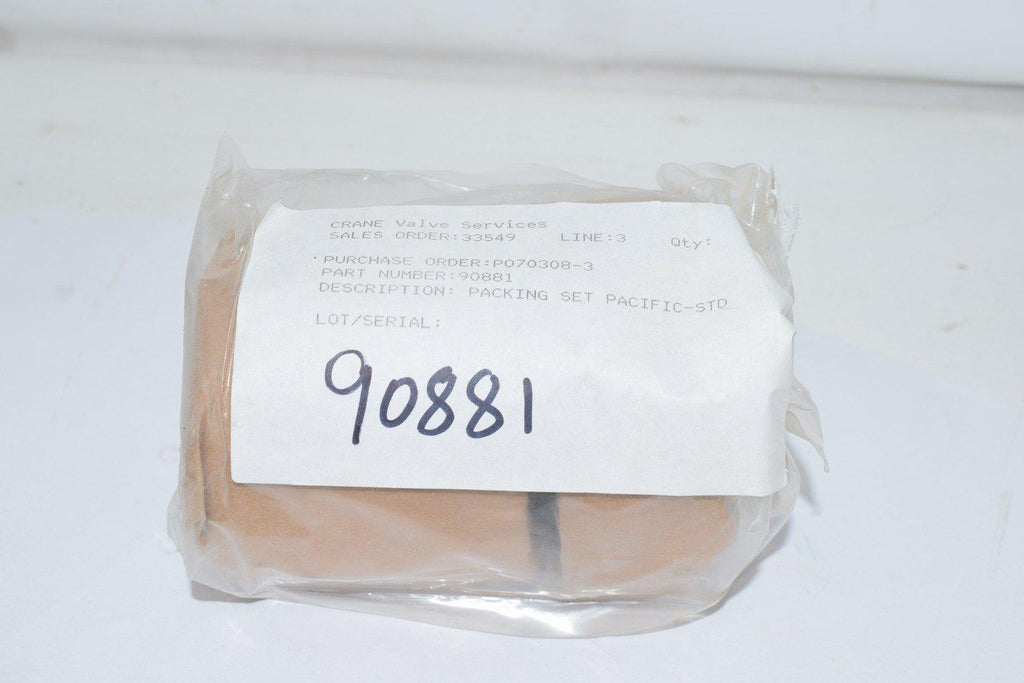 CRANE Valve Services
SALES ORDER:33549 LINE:3 Qty:
PURCHASE ORDER:P070308-3
PART NUMBER:90881
DESCRIPTION: PACKING SET PACIFIC-STD
LOT/SERIAL:
90881